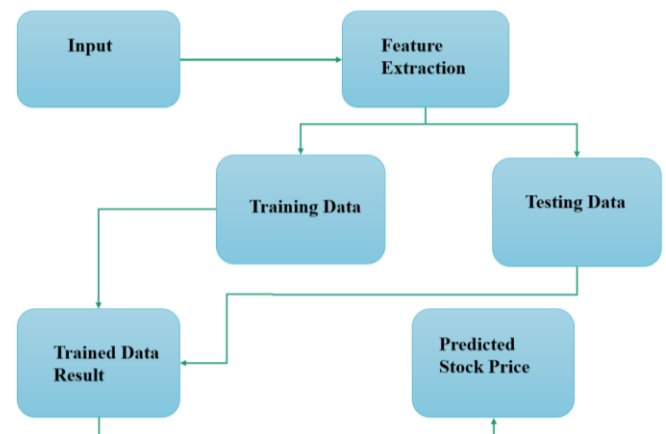 Input
Feature
Extraction
Training Data
Testing Data
Trained Data
Result
Predicted
Stock Price